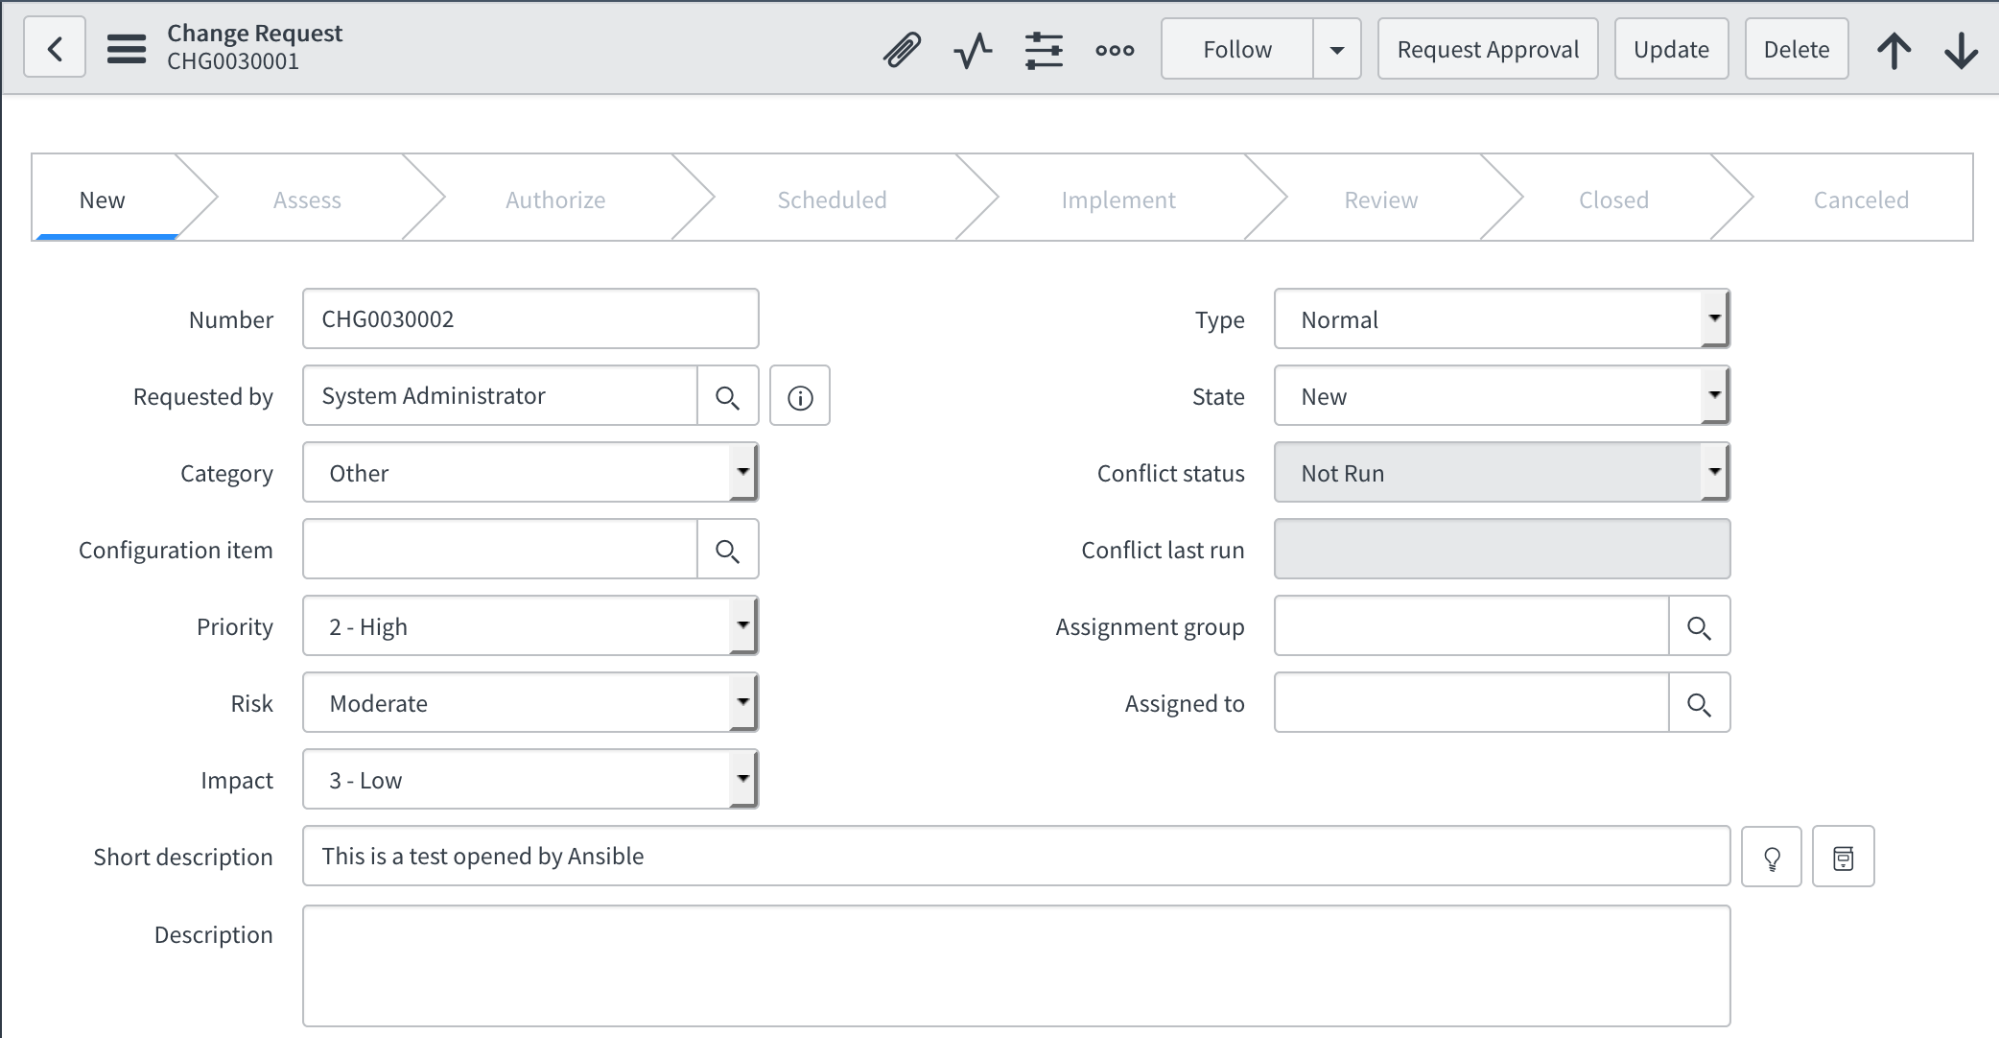 Change Request
CHG0030001
Follow
Request Approval
Update
Delete
New
Assess
Authorize
Scheduled
Implement
Review
Closed
Canceled
Number
CHG0030002
Type
Normal
Requested by
System Administrator
State
New
Category
Other
Conflict status
Not Run
Configuration item
Conflict last run
Priority
2 - High
Assignment group
Risk
Moderate
Assigned to
Impact
3 - Low
Short description
This is a test opened by Ansible
Description